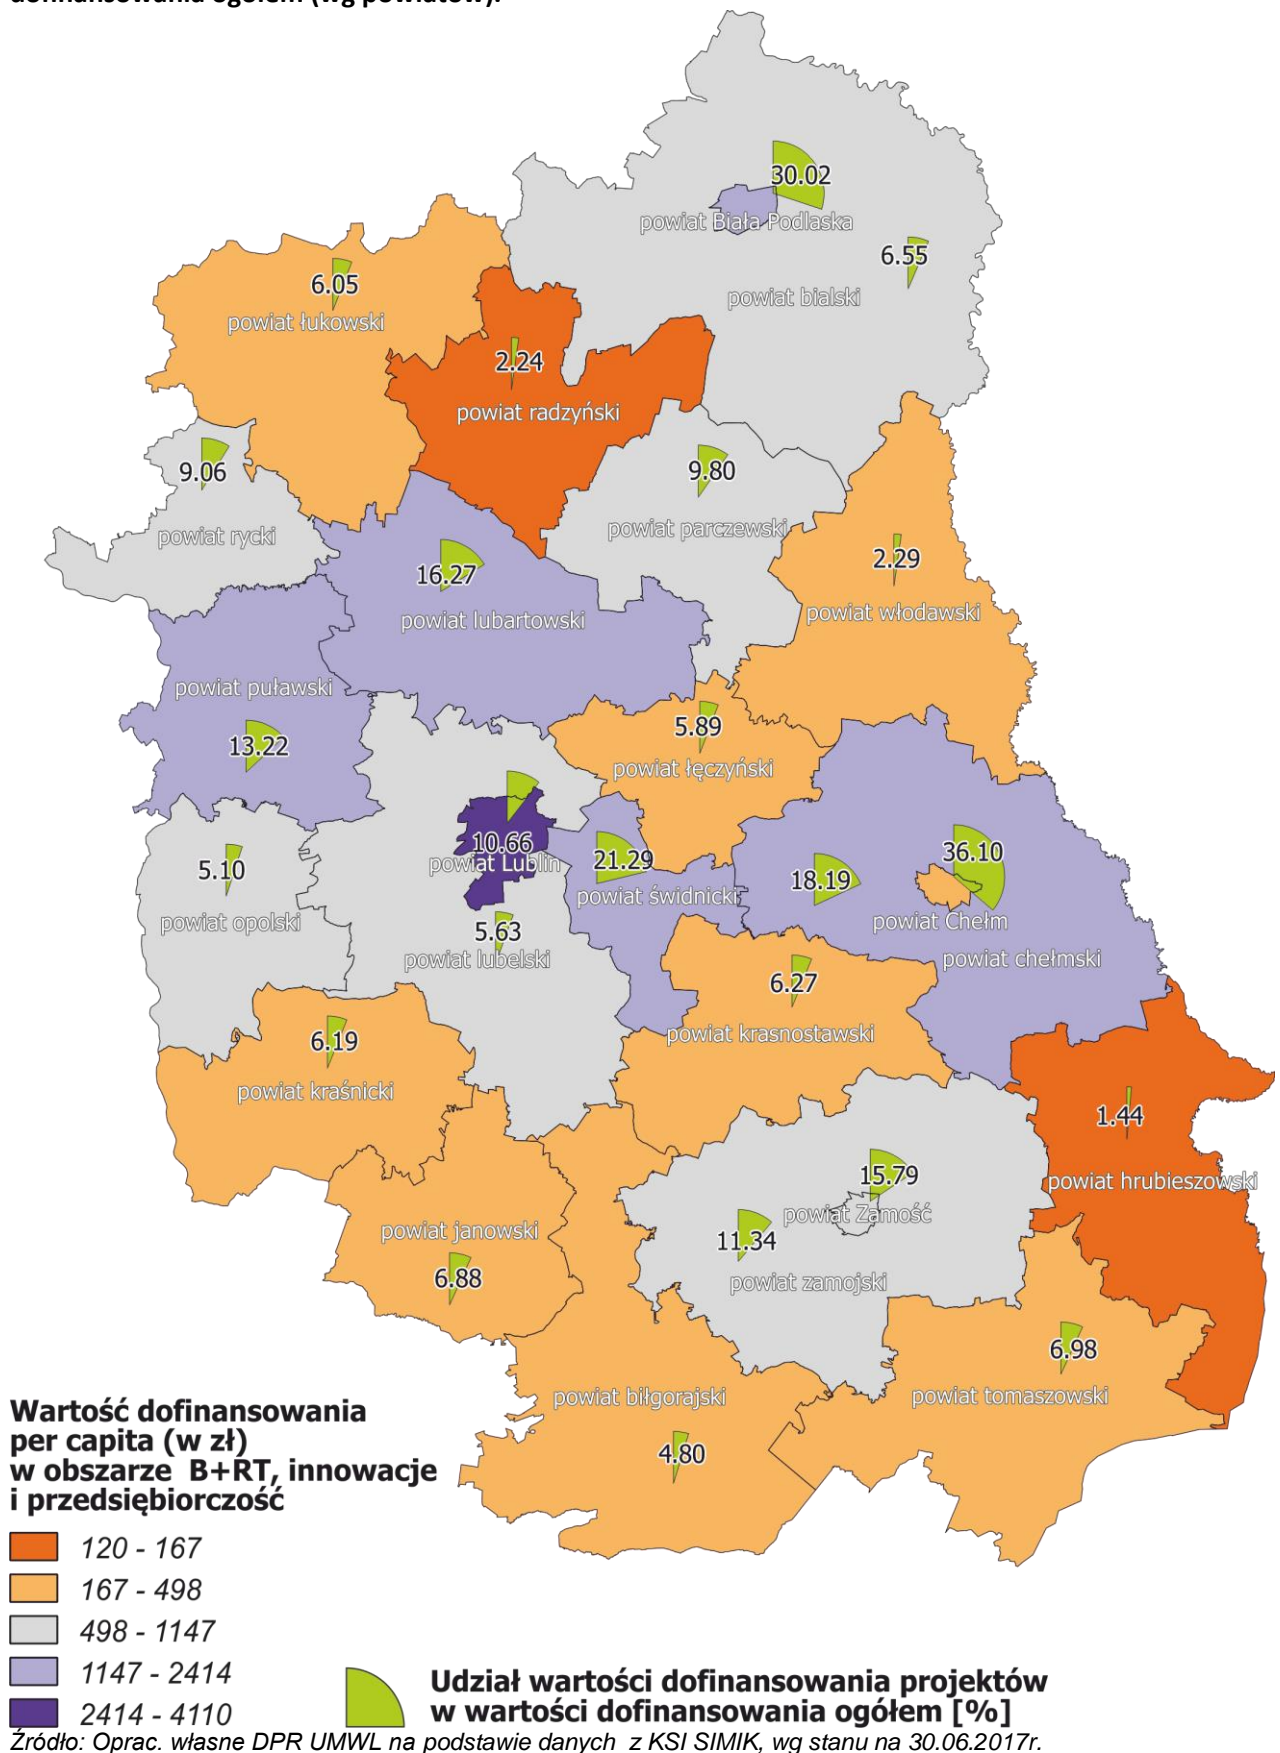 dofinansowania ogółem (wg powiatów).
30.02
powiat Biała Podlaska
6.55
powiat bialski
6.05
powiat łukowski
2.24
powiat radzyński
9.06
powiat rycki
9.80
powiat parczewski
16.27
powiat lubartowski
2.29
powiat włodawski
powiat puławski
13.22
5.89
powiat łęczyński
10.66
powiat Lublin
21.29
powiat świdnicki
18.19
36.10
powiat Chełm
powiat chełmski
5.10
powiat opolski
5.63
powiat lubelski
6.27
powiat krasnostawski
6.19
powiat kraśnicki
1.44
powiat hrubieszowski
15.79
powiat Zamość
11.34
powiat zamojski
powiat janowski
6.88
6.98
powiat tomaszowski
powiat biłgorajski
4.80
Wartość dofinansowania
per capita (w zł)
w obszarze B+RT, innowacje
i przedsiębiorczość
120 - 167
167 - 498
498 - 1147
1147 - 2414
2414 - 4110
Udział wartości dofinansowania projektów
w wartości dofinansowania ogółem [%]
Źródło: Oprac. własne DPR UMWL na podstawie danych z KSI SIMIK, wg stanu na 30.06.2017r.